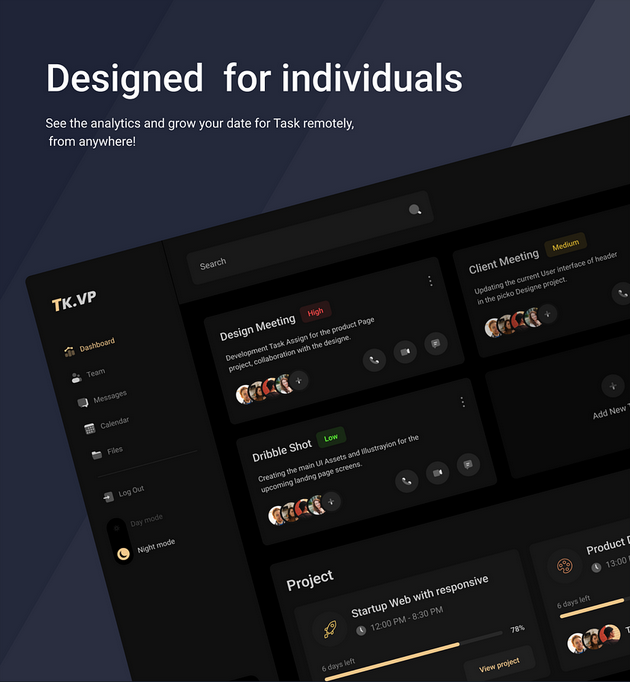 Designed for individuals
See the analytics and grow your date for Task remotely,
from anywhere!
Search
TK.VP
Dashboard
Team
Messages
Calendar
Files
Log Out
Day mode
Night mode
Design Meeting High
Development Task Assign for the product Page
project, collaboration with the designe.
Client Meeting Medium
Updating the current User interface of header
in the picko Designe project.
Dribble Shot Low
Creating the main UI Assets and Illustrayion for the
upcoming landng page screens.
Add New
Project
Startup Web with responsive
12:00 PM - 8:30 PM
6 days left
78%
View project
Product
13:00
6 days left